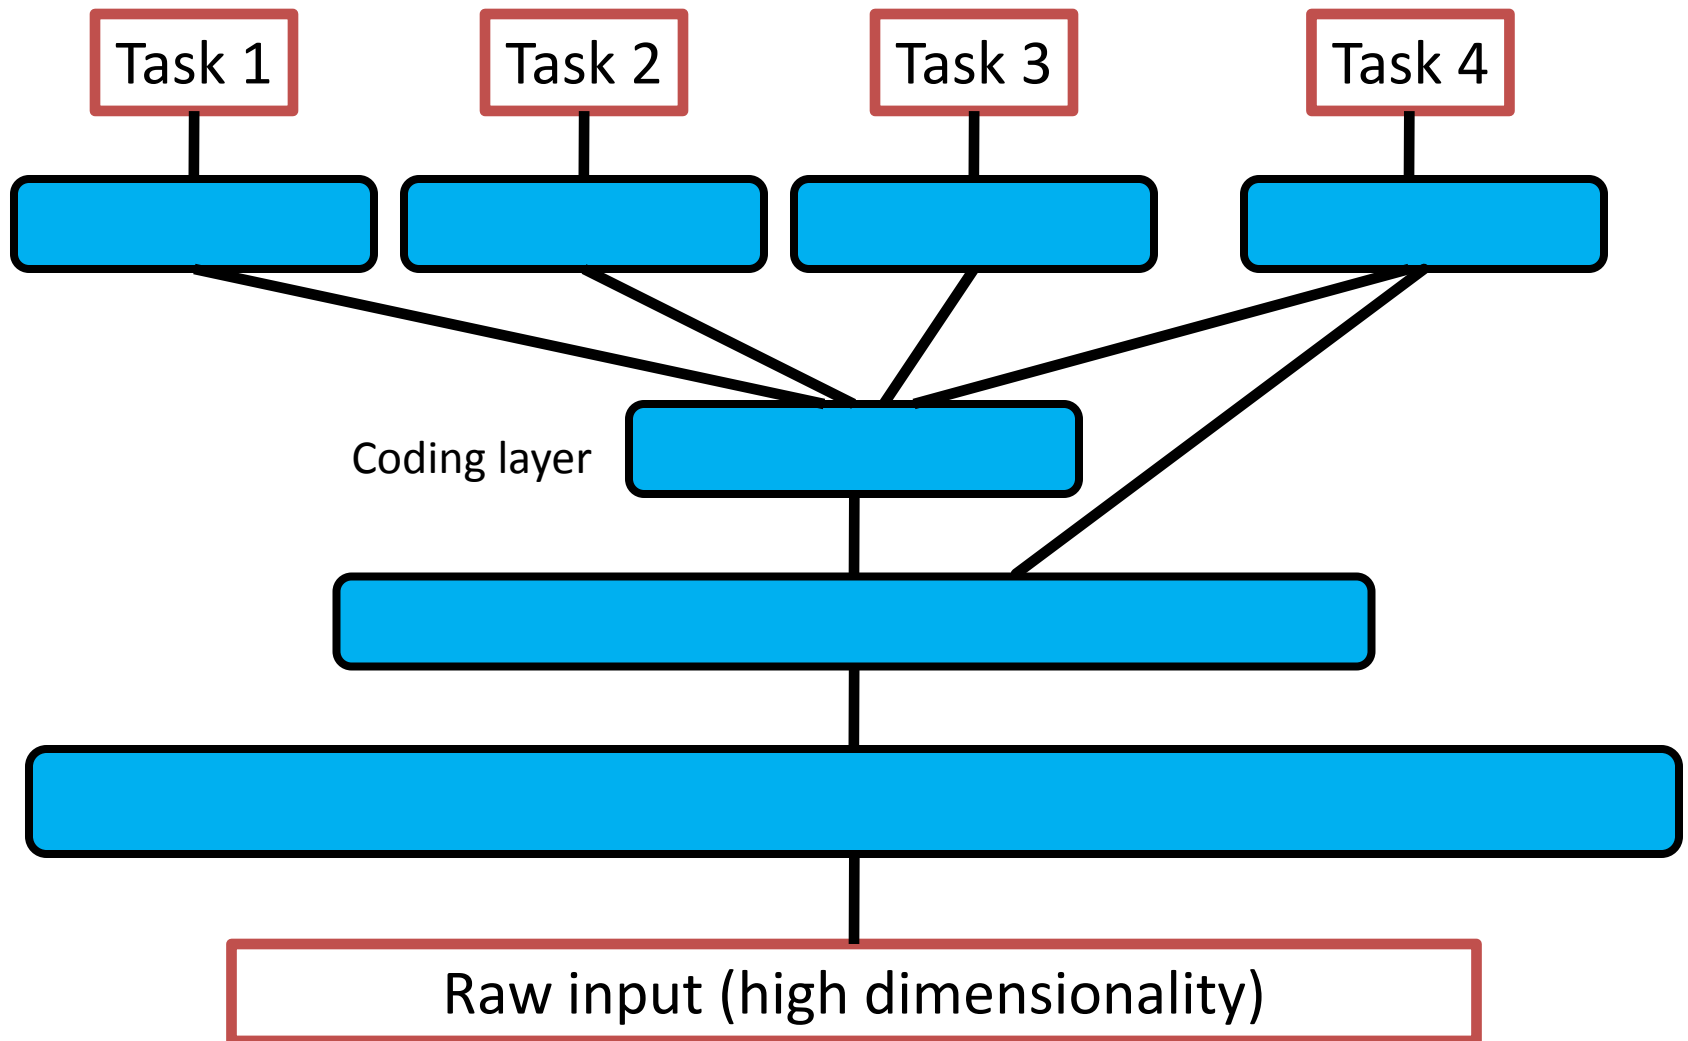 Task 1
Task 2
Task 3
Task 4
Coding layer
Raw input (high dimensionality)